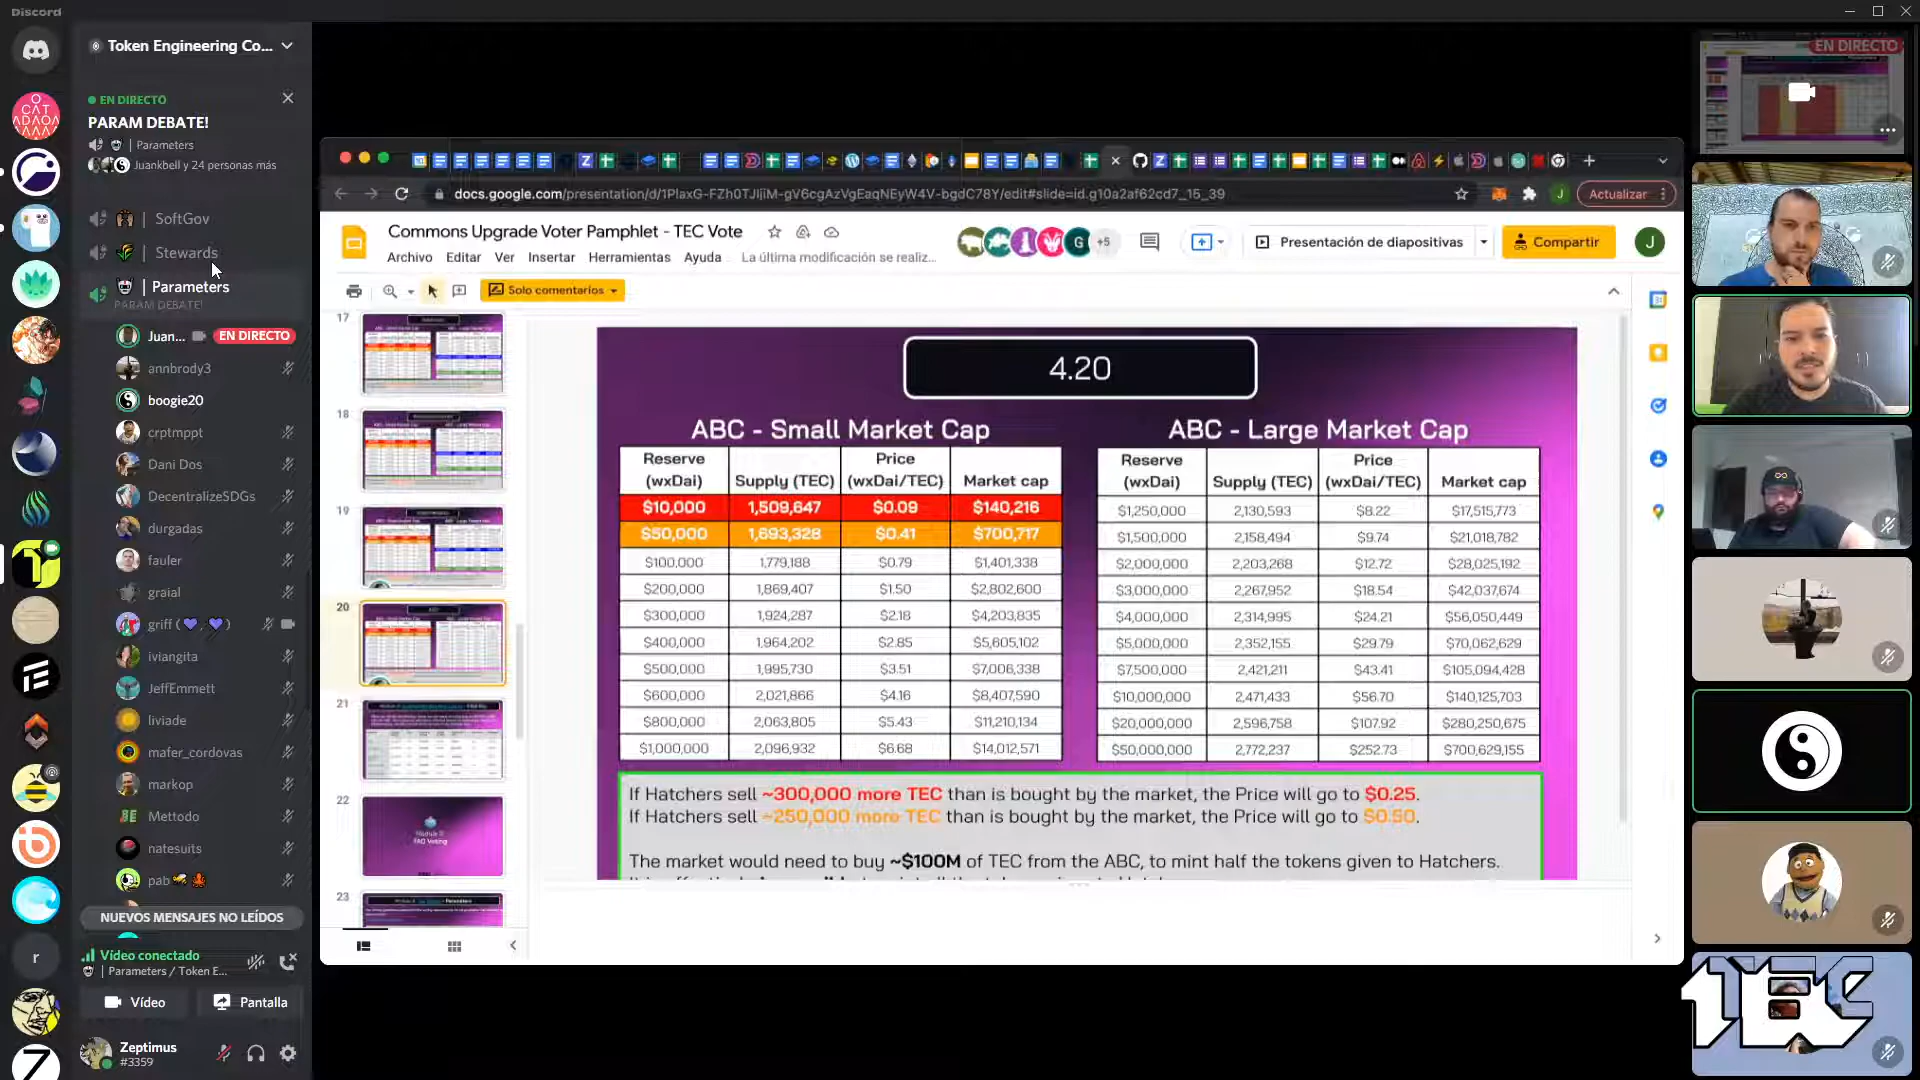 Discord
Token Engineering Co...
EN DIRECTO
PARAM DEBATE!
| Parameters
Juankbell y 24 personas más
| SoftGov
| Stewards
| Parameters
PARAM DEBATE!
Juan... EN DIRECTO
annbrody3
boogie20
crptmppt
Dani Dos
DecentralizeSDGs
durgadas
fauler
graial
griff (💜,💜)
iviangita
JeffEmmett
liviade
mafer_cordovas
markop
Mettodo
natesuits
pab 🐝 🐙
NUEVOS MENSAJES NO LEÍDOS
Vídeo conectado
| Parameters / Token E...
Vídeo Pantalla
Zeptimus
#3359
r
docs.google.com/presentation/d/1PlaxG-FZh0TJIjiM-gV6cgAzVgEaqNEyW4V-bgdC78Y/edit#slide=id.g10a2af62cd7_15_39
J
Actualizar
Commons Upgrade Voter Pamphlet - TEC Vote
Archivo Editar Ver Insertar Herramientas Ayuda La última modificación se realiz...
G +5
Presentación de diapositivas
Compartir
J
Solo comentarios
17
18
19
20
21
22
23
4.20
ABC - Small Market Cap
Reserve (wxDai) Supply (TEC) Price (wxDai/TEC) Market cap
$10,000 1,509,647 $0.09 $140,216
$50,000 1,693,328 $0.41 $700,717
$100,000 1,779,188 $0.79 $1,401,338
$200,000 1,869,407 $1.50 $2,802,600
$300,000 1,924,287 $2.18 $4,203,835
$400,000 1,964,202 $2.85 $5,605,102
$500,000 1,995,730 $3.51 $7,006,338
$600,000 2,021,866 $4.16 $8,407,590
$800,000 2,063,805 $5.43 $11,210,134
$1,000,000 2,096,932 $6.68 $14,012,571
ABC - Large Market Cap
Reserve (wxDai) Supply (TEC) Price (wxDai/TEC) Market cap
$1,250,000 2,130,593 $8.22 $17,515,773
$1,500,000 2,158,494 $9.74 $21,018,782
$2,000,000 2,203,268 $12.72 $28,025,192
$3,000,000 2,267,952 $18.54 $42,037,674
$4,000,000 2,314,995 $24.21 $56,050,449
$5,000,000 2,352,155 $29.79 $70,062,629
$7,500,000 2,421,211 $43.41 $105,094,428
$10,000,000 2,471,433 $56.70 $140,125,703
$20,000,000 2,596,758 $107.92 $280,250,675
$50,000,000 2,772,237 $252.73 $700,629,155
If Hatchers sell ~300,000 more TEC than is bought by the market, the Price will go to $0.25.
If Hatchers sell ~250,000 more TEC than is bought by the market, the Price will go to $0.50.
The market would need to buy ~$100M of TEC from the ABC, to mint half the tokens given to Hatchers.
EN DIRECTO
TEC